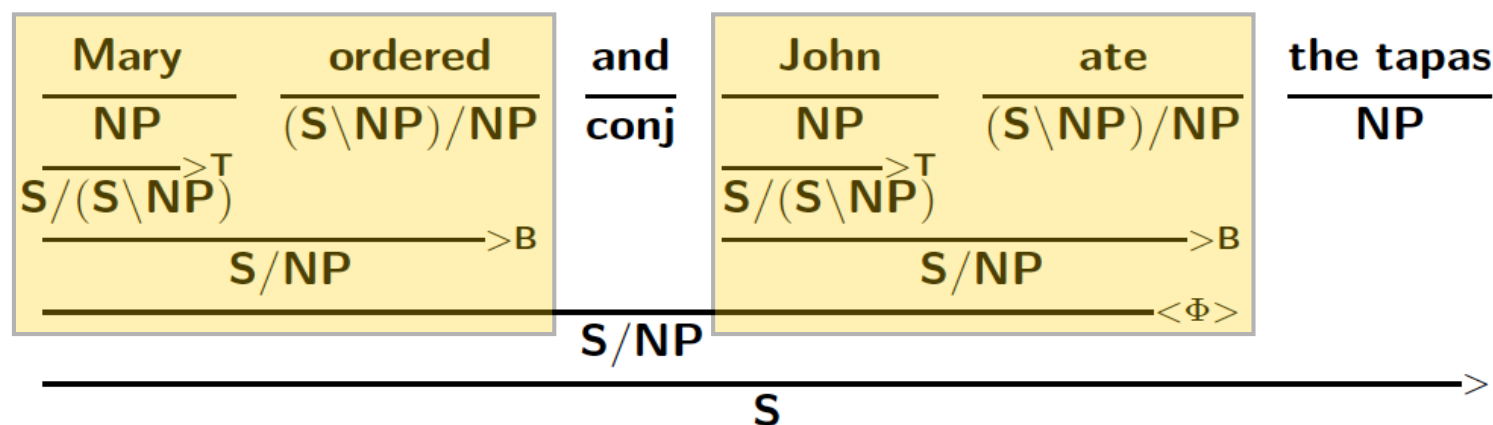 Mary ordered and John ate the tapas
NP (S\NP)/NP conj NP (S\NP)/NP NP
>T >T
S/(S\NP) S/(S\NP)
>B >B
S/NP S/NP
<Φ>
S/NP
>
S